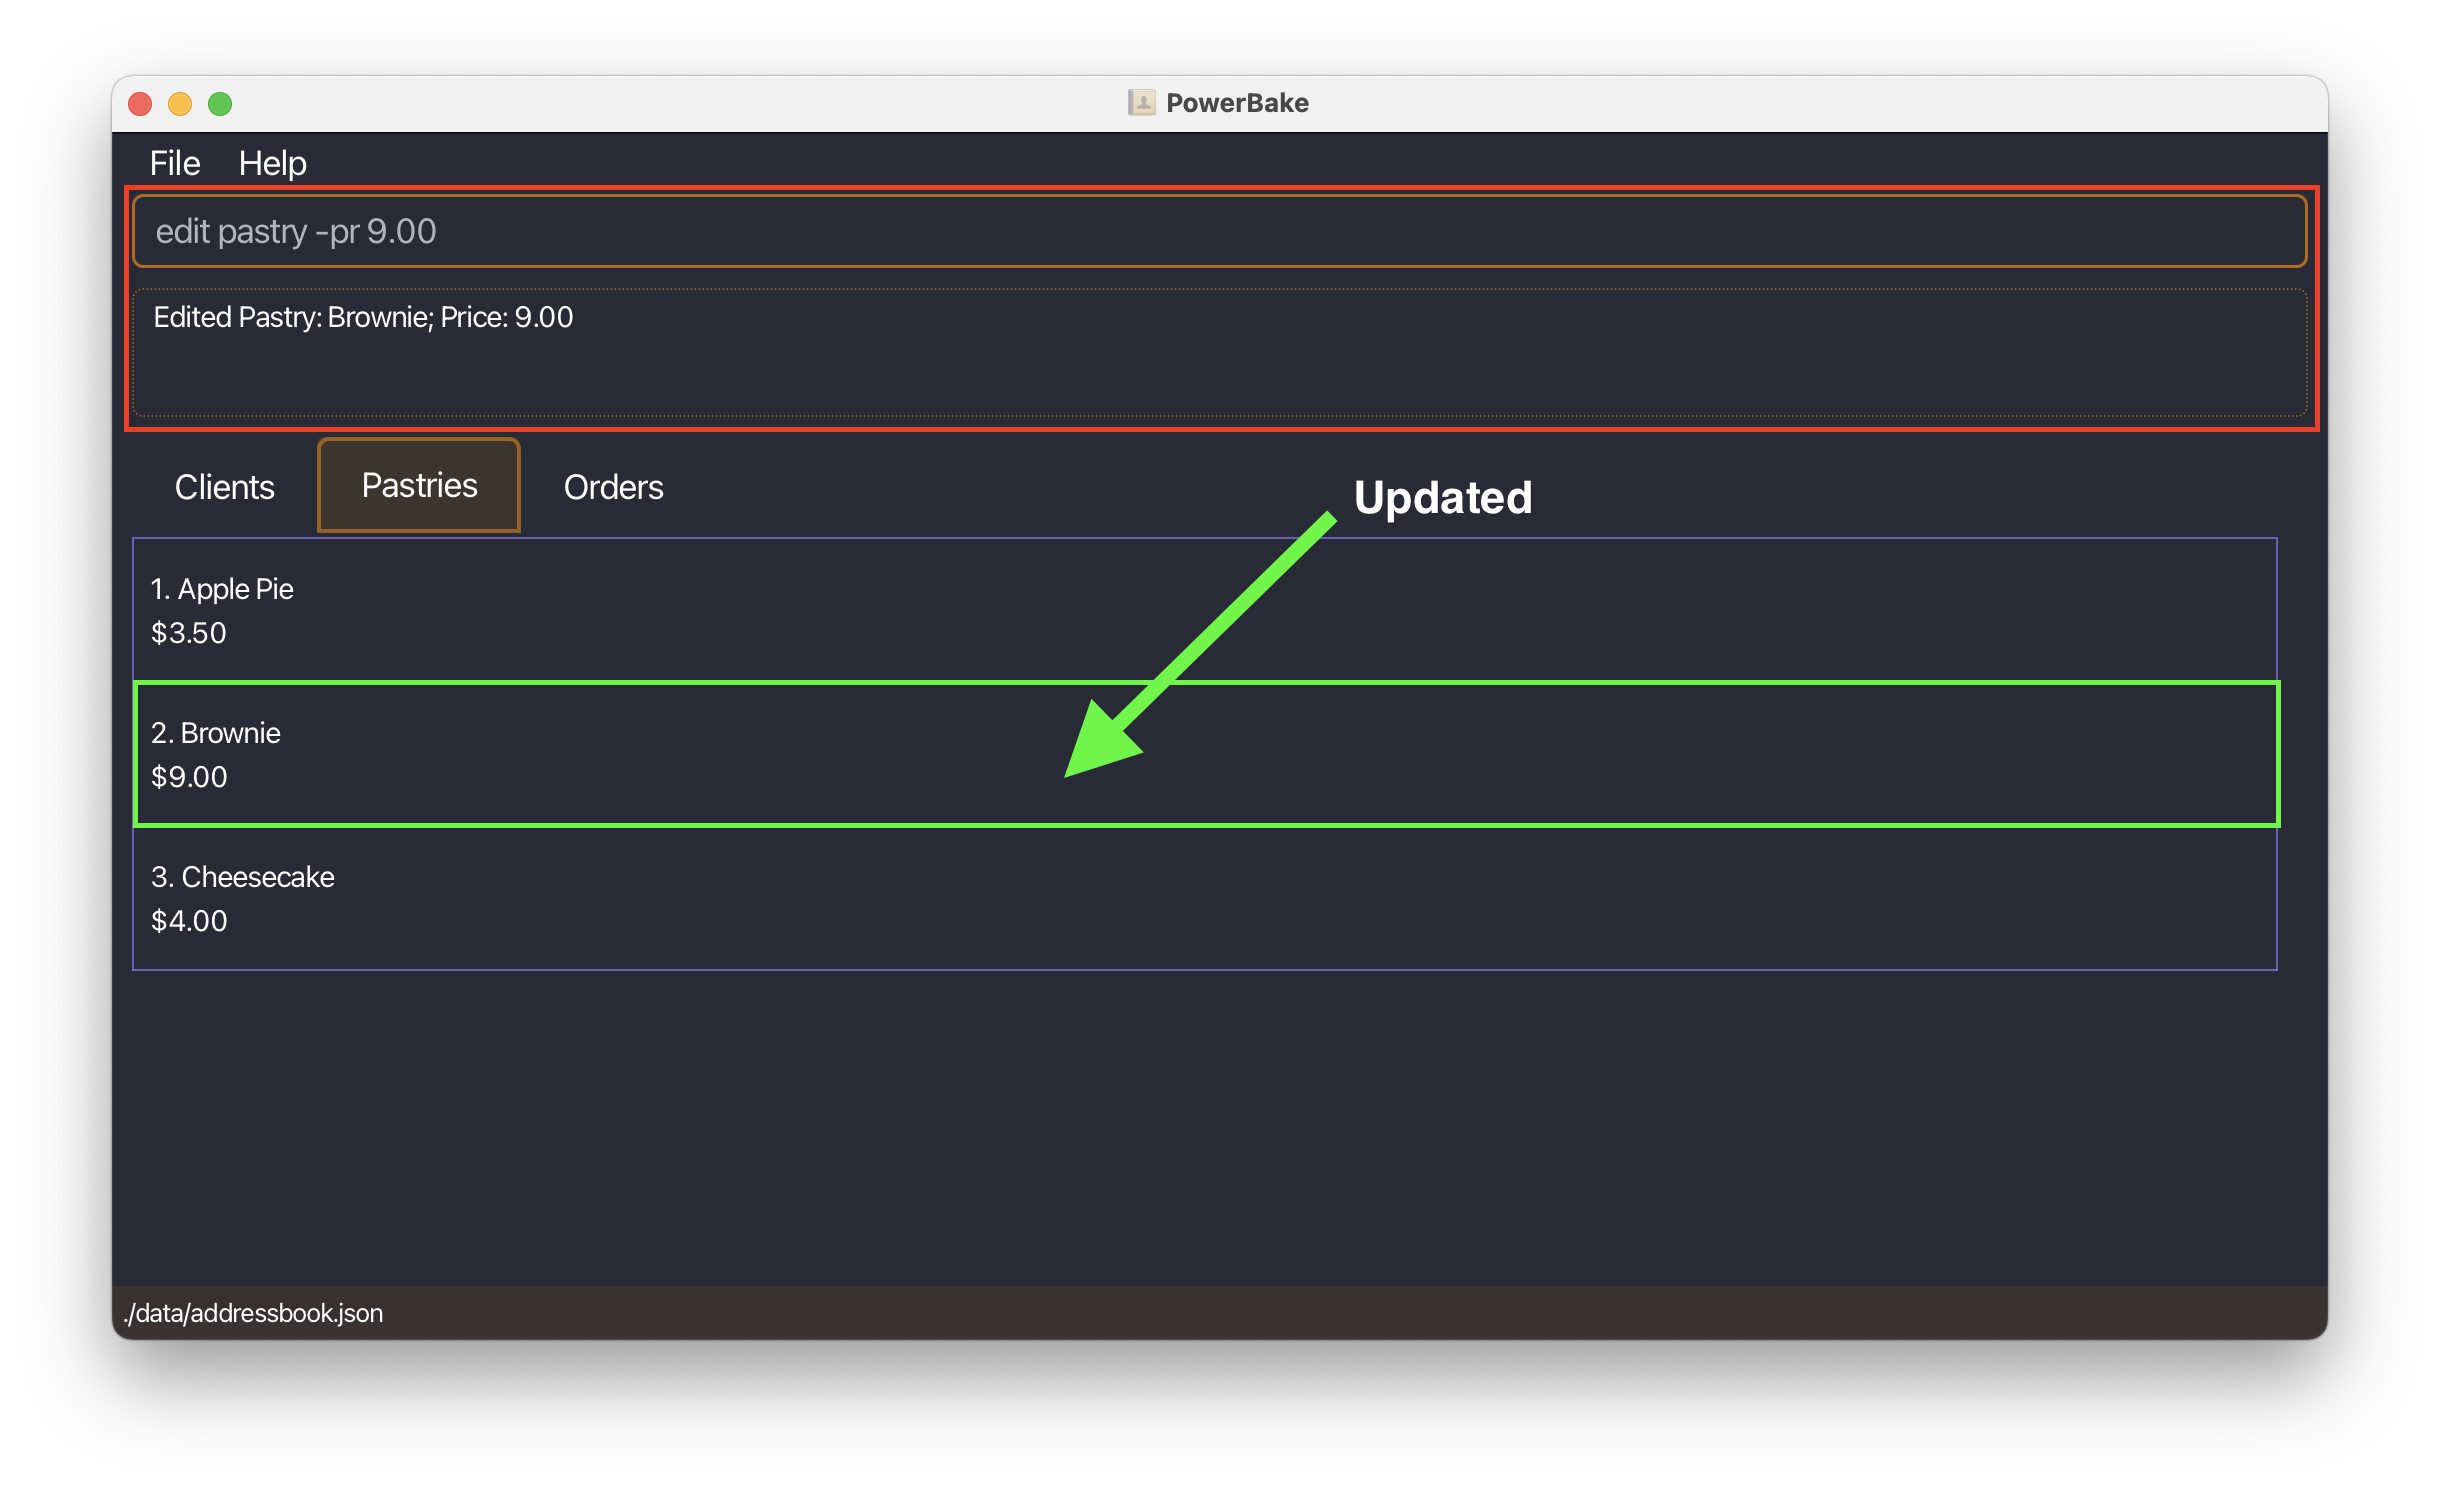 PowerBake
File Help
edit pastry -pr 9.00
Edited Pastry: Brownie; Price: 9.00
Clients Pastries Orders
Updated
1. Apple Pie
$3.50
2. Brownie
$9.00
3. Cheesecake
$4.00
./data/addressbook.json